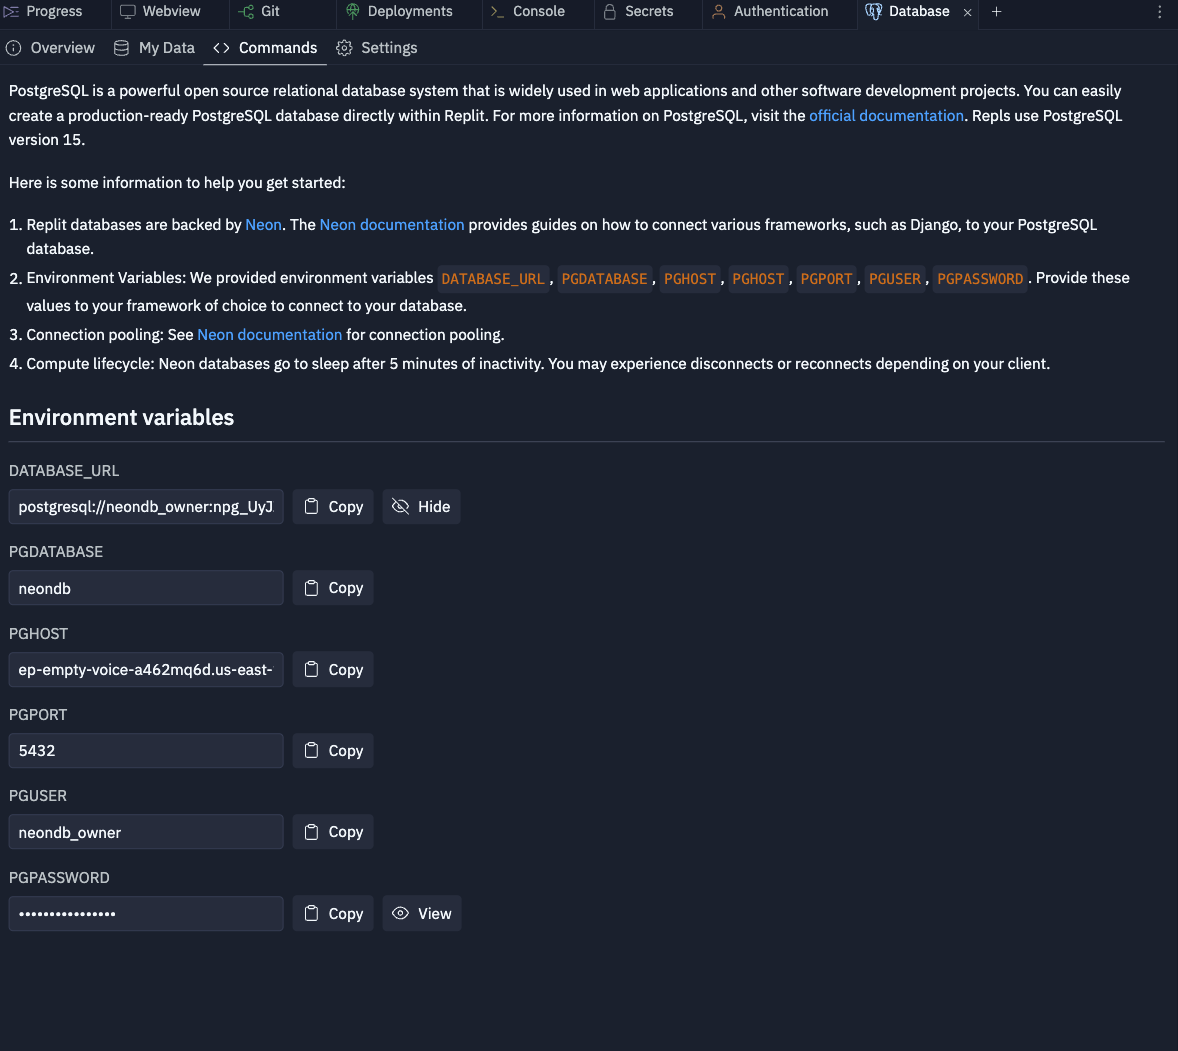 Progress Webview Git Deployments Console Secrets Authentication Database
Overview My Data Commands Settings
PostgreSQL is a powerful open source relational database system that is widely used in web applications and other software development projects. You can easily
create a production-ready PostgreSQL database directly within Replit. For more information on PostgreSQL, visit the official documentation. Repls use PostgreSQL
version 15.
Here is some information to help you get started:
1. Replit databases are backed by Neon. The Neon documentation provides guides on how to connect various frameworks, such as Django, to your PostgreSQL
database.
2. Environment Variables: We provided environment variables DATABASE_URL, PGDATABASE, PGHOST, PGHOST, PGPORT, PGUSER, PGPASSWORD. Provide these
values to your framework of choice to connect to your database.
3. Connection pooling: See Neon documentation for connection pooling.
4. Compute lifecycle: Neon databases go to sleep after 5 minutes of inactivity. You may experience disconnects or reconnects depending on your client.
Environment variables
DATABASE_URL
postgresql://neondb_owner:npg_UyJ Copy Hide
PGDATABASE
neondb Copy
PGHOST
ep-empty-voice-a462mq6d.us-east- Copy
PGPORT
5432 Copy
PGUSER
neondb_owner Copy
PGPASSWORD
•••••••••••••••• Copy View